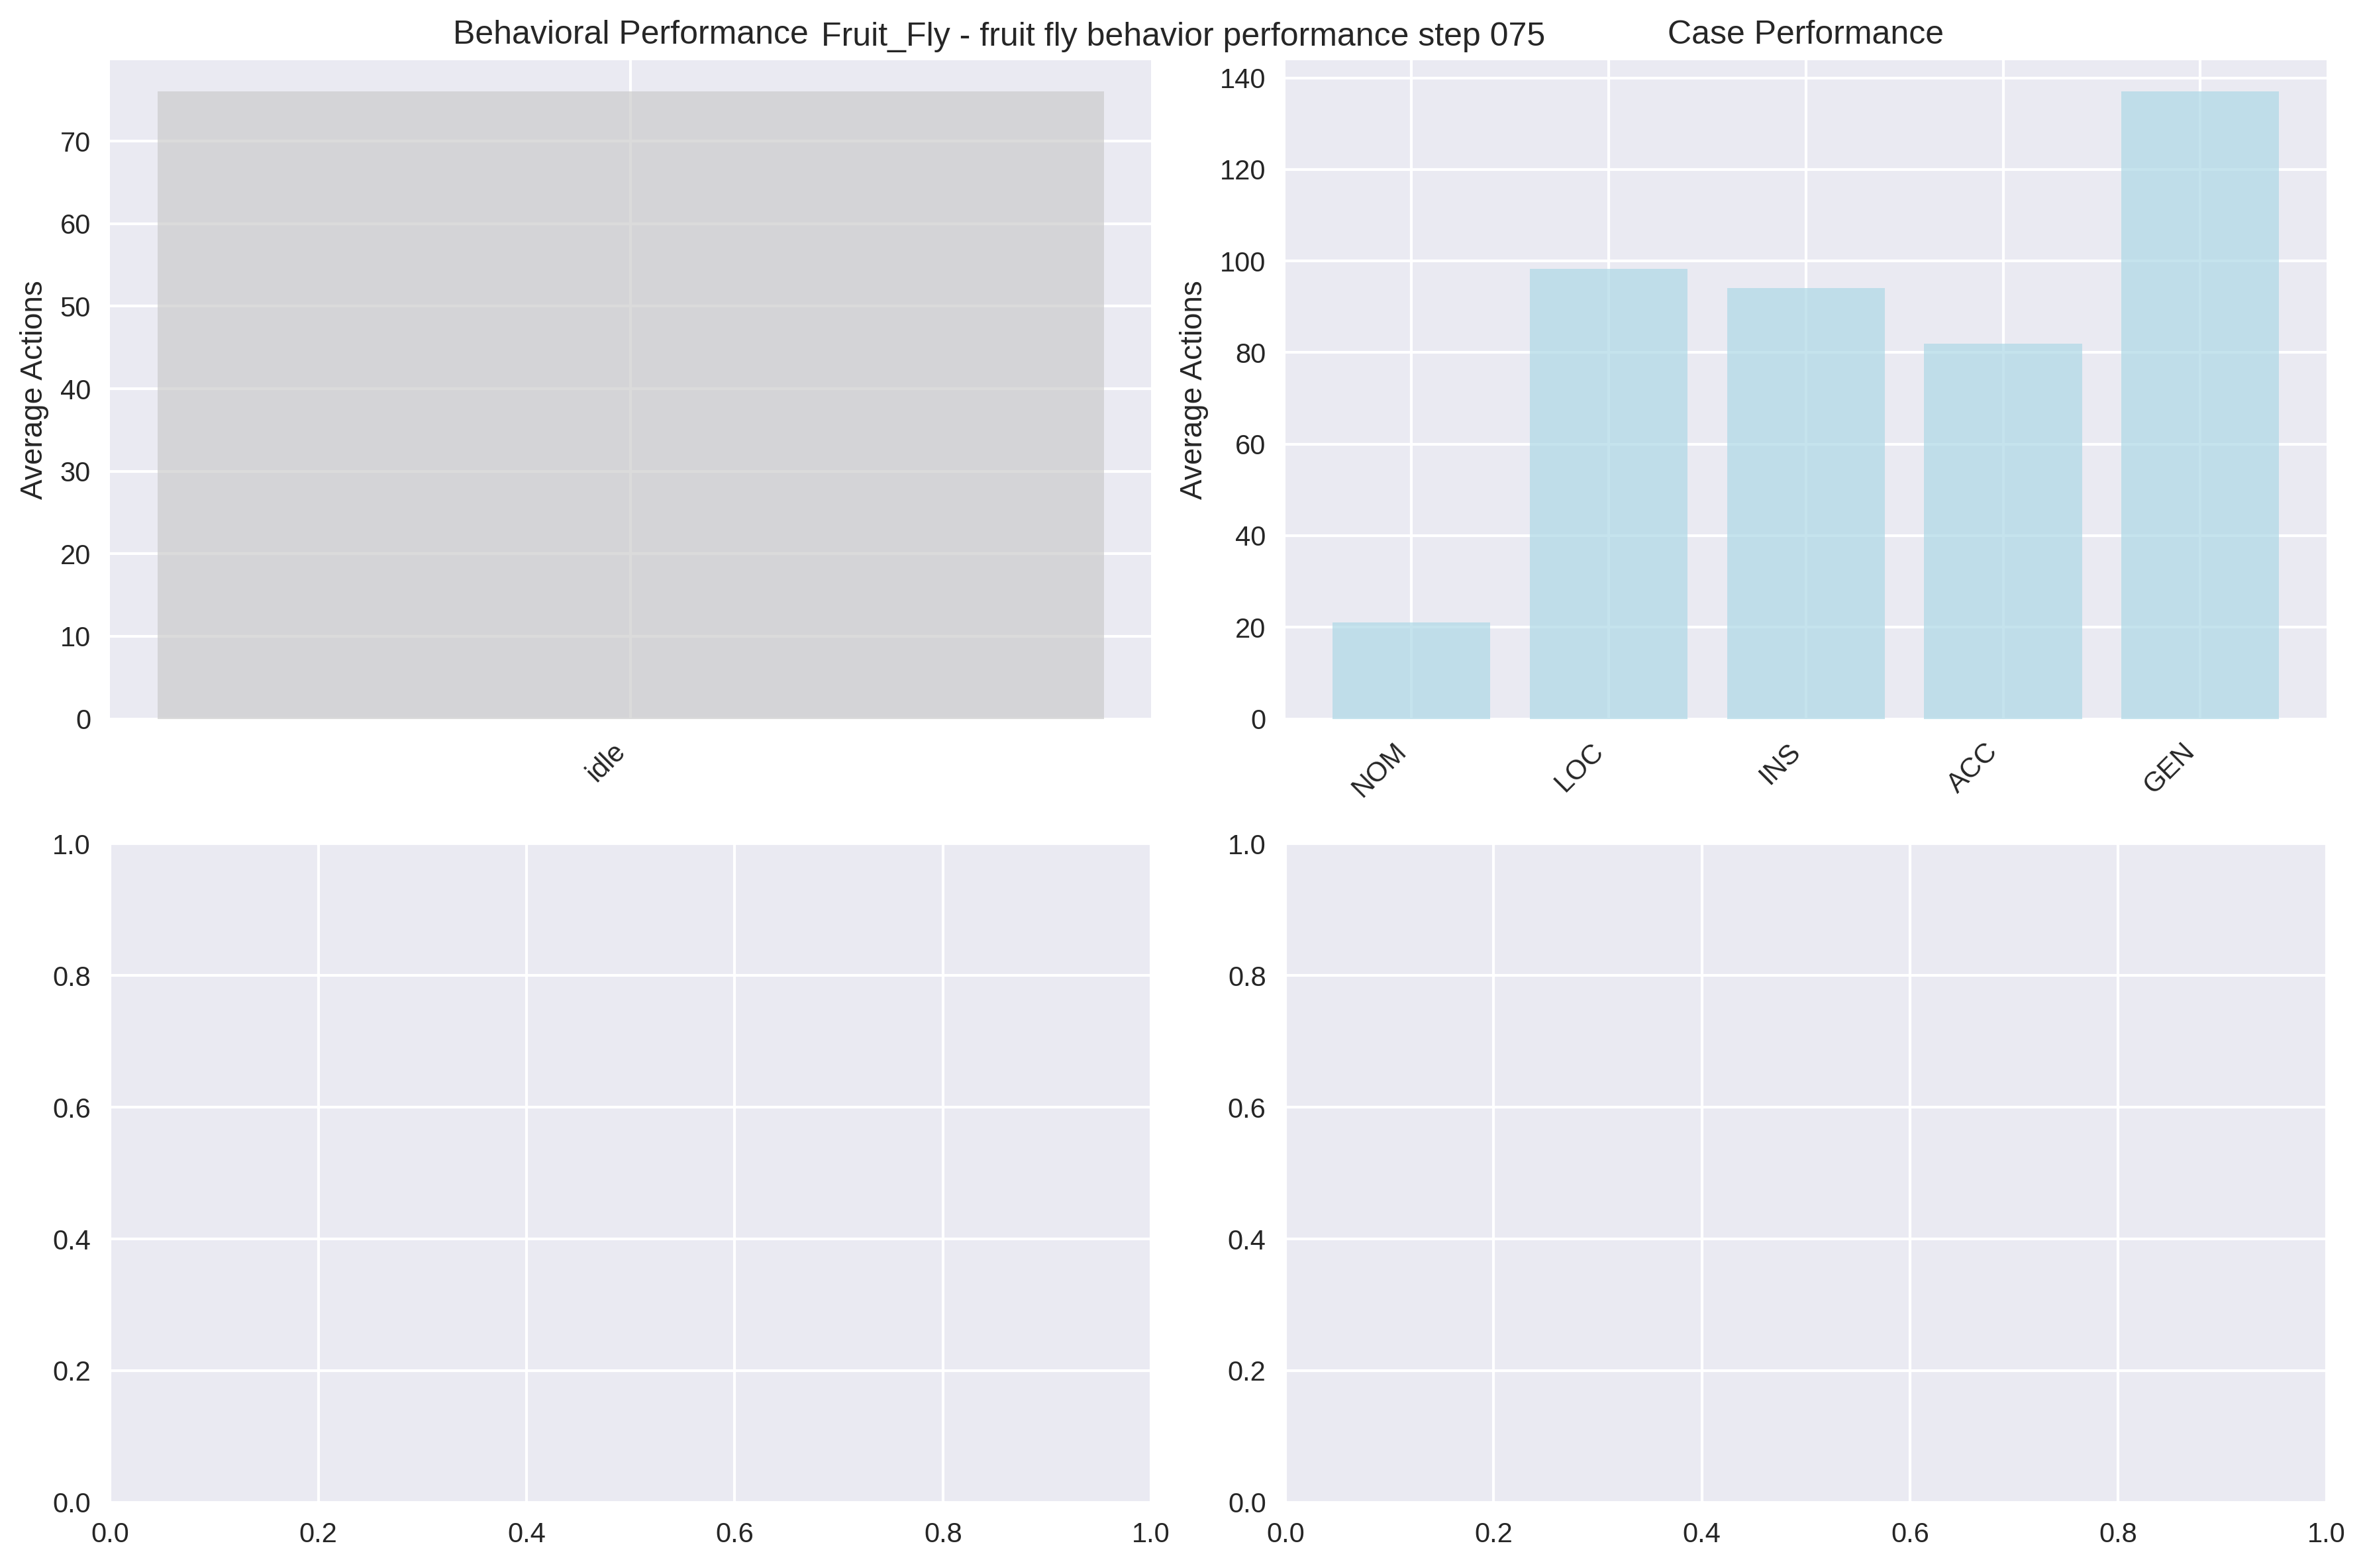 Behavioral Performance
Fruit_Fly - fruit fly behavior performance step 075
Case Performance
Average Actions
70
60
50
40
30
20
10
0
idle
Average Actions
140
120
100
80
60
40
20
0
NOM
LOC
INS
ACC
GEN
1.0
0.8
0.6
0.4
0.2
0.0
0.0 0.2 0.4 0.6 0.8 1.0
1.0
0.8
0.6
0.4
0.2
0.0
0.0 0.2 0.4 0.6 0.8 1.0